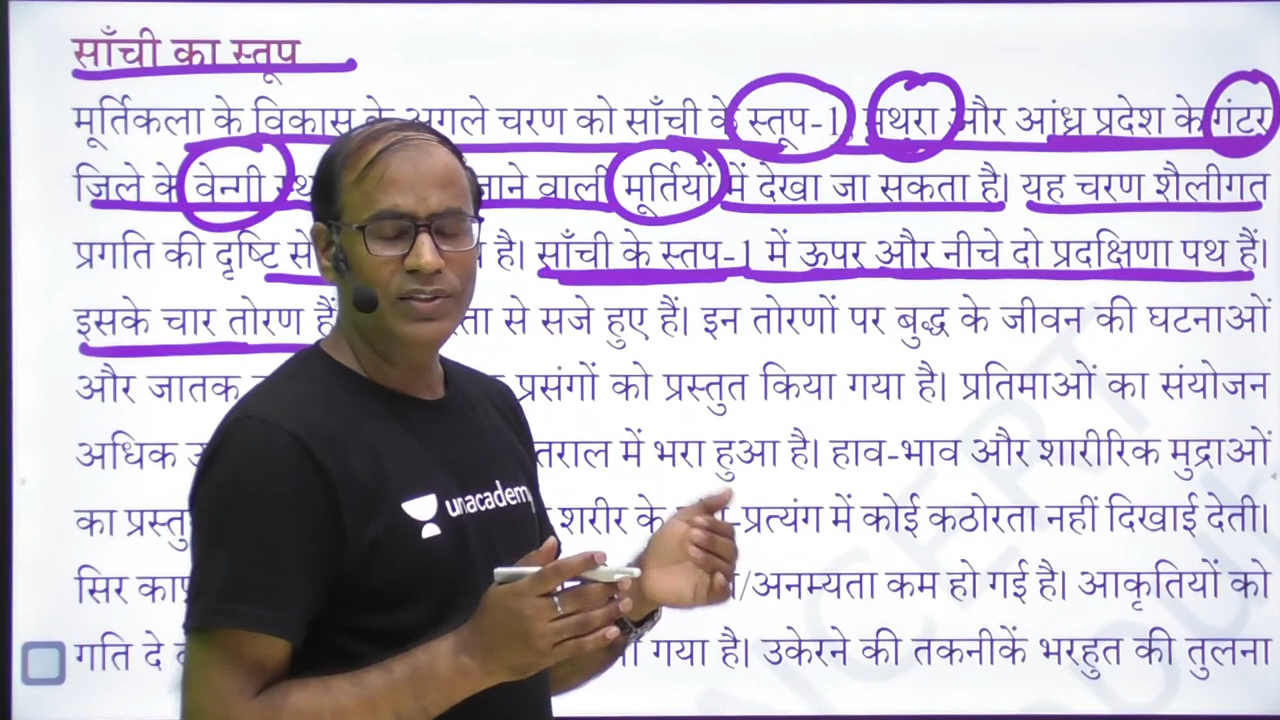 साँची का स्तूप
मूर्तिकला के विकास के अगले चरण को साँची के स्तूप-1, मथुरा और आंध्र प्रदेश के गुंटूर
जिले के वेन्गी वाली मूर्तियों में देखा जा सकता है। यह चरण शैलीगत
प्रगति की दृष्टि से है। साँची के स्तूप-1 में ऊपर और नीचे दो प्रदक्षिणा पथ हैं।
इसके चार तोरण हैं से सजे हुए हैं। इन तोरणों पर बुद्ध के जीवन की घटनाओं
और जातक प्रसंगों को प्रस्तुत किया गया है। प्रतिमाओं का संयोजन
अधिक में भरा हुआ है। हाव-भाव और शारीरिक मुद्राओं
का शरीर के प्रत्यंग में कोई कठोरता नहीं दिखाई देती।
सिर /अनम्यता कम हो गई है। आकृतियों को
गति दे गया है। उकेरने की तकनीकें भरहुत की तुलना
unacademy